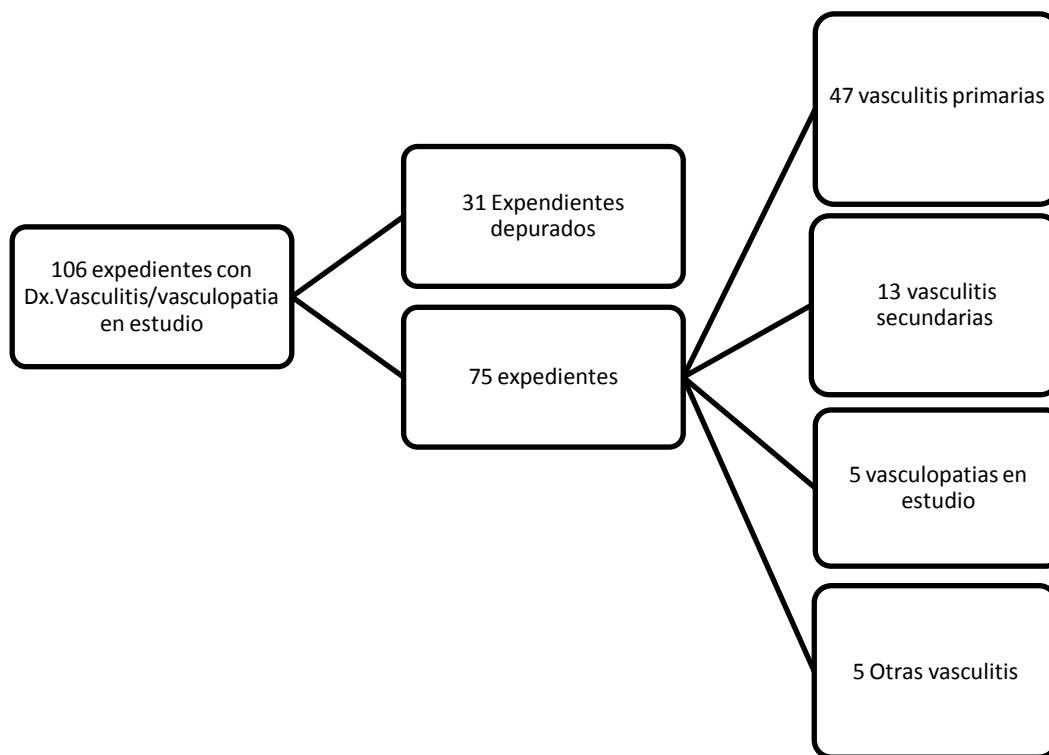 106 expedientes con
Dx.Vasculitis/vasculopatia
en estudio
31 Expendientes
depurados
75 expedientes
47 vasculitis primarias
13 vasculitis
secundarias
5 vasculopatias en
estudio
5 Otras vasculitis